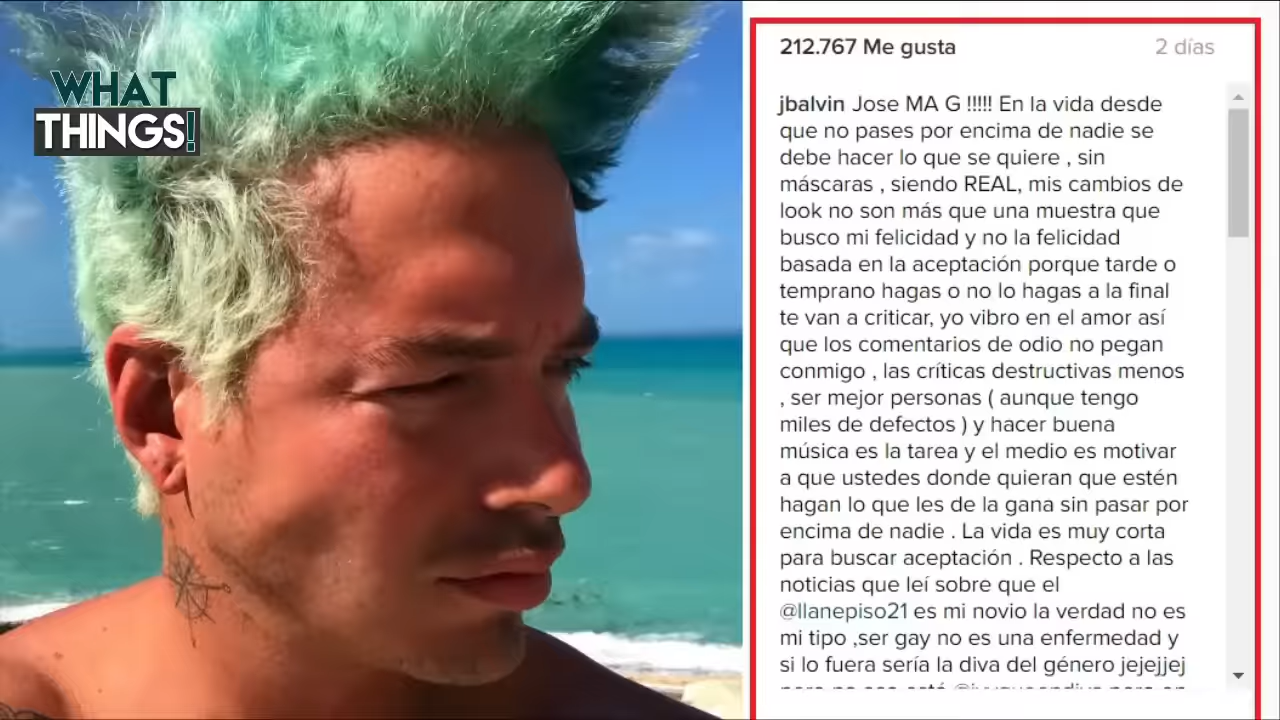 WHAT
THINGS!
212.767 Me gusta
2 días
jbalvin Jose MA G !!!!! En la vida desde
que no pases por encima de nadie se
debe hacer lo que se quiere , sin
máscaras , siendo REAL, mis cambios de
look no son más que una muestra que
busco mi felicidad y no la felicidad
basada en la aceptación porque tarde o
temprano hagas o no lo hagas a la final
te van a criticar, yo vibro en el amor así
que los comentarios de odio no pegan
conmigo , las críticas destructivas menos
, ser mejor personas ( aunque tengo
miles de defectos ) y hacer buena
música es la tarea y el medio es motivar
a que ustedes donde quieran que estén
hagan lo que les de la gana sin pasar por
encima de nadie . La vida es muy corta
para buscar aceptación . Respecto a las
noticias que leí sobre que el
@llanepiso21 es mi novio la verdad no es
mi tipo ,ser gay no es una enfermedad y
si lo fuera sería la diva del género jejejjej